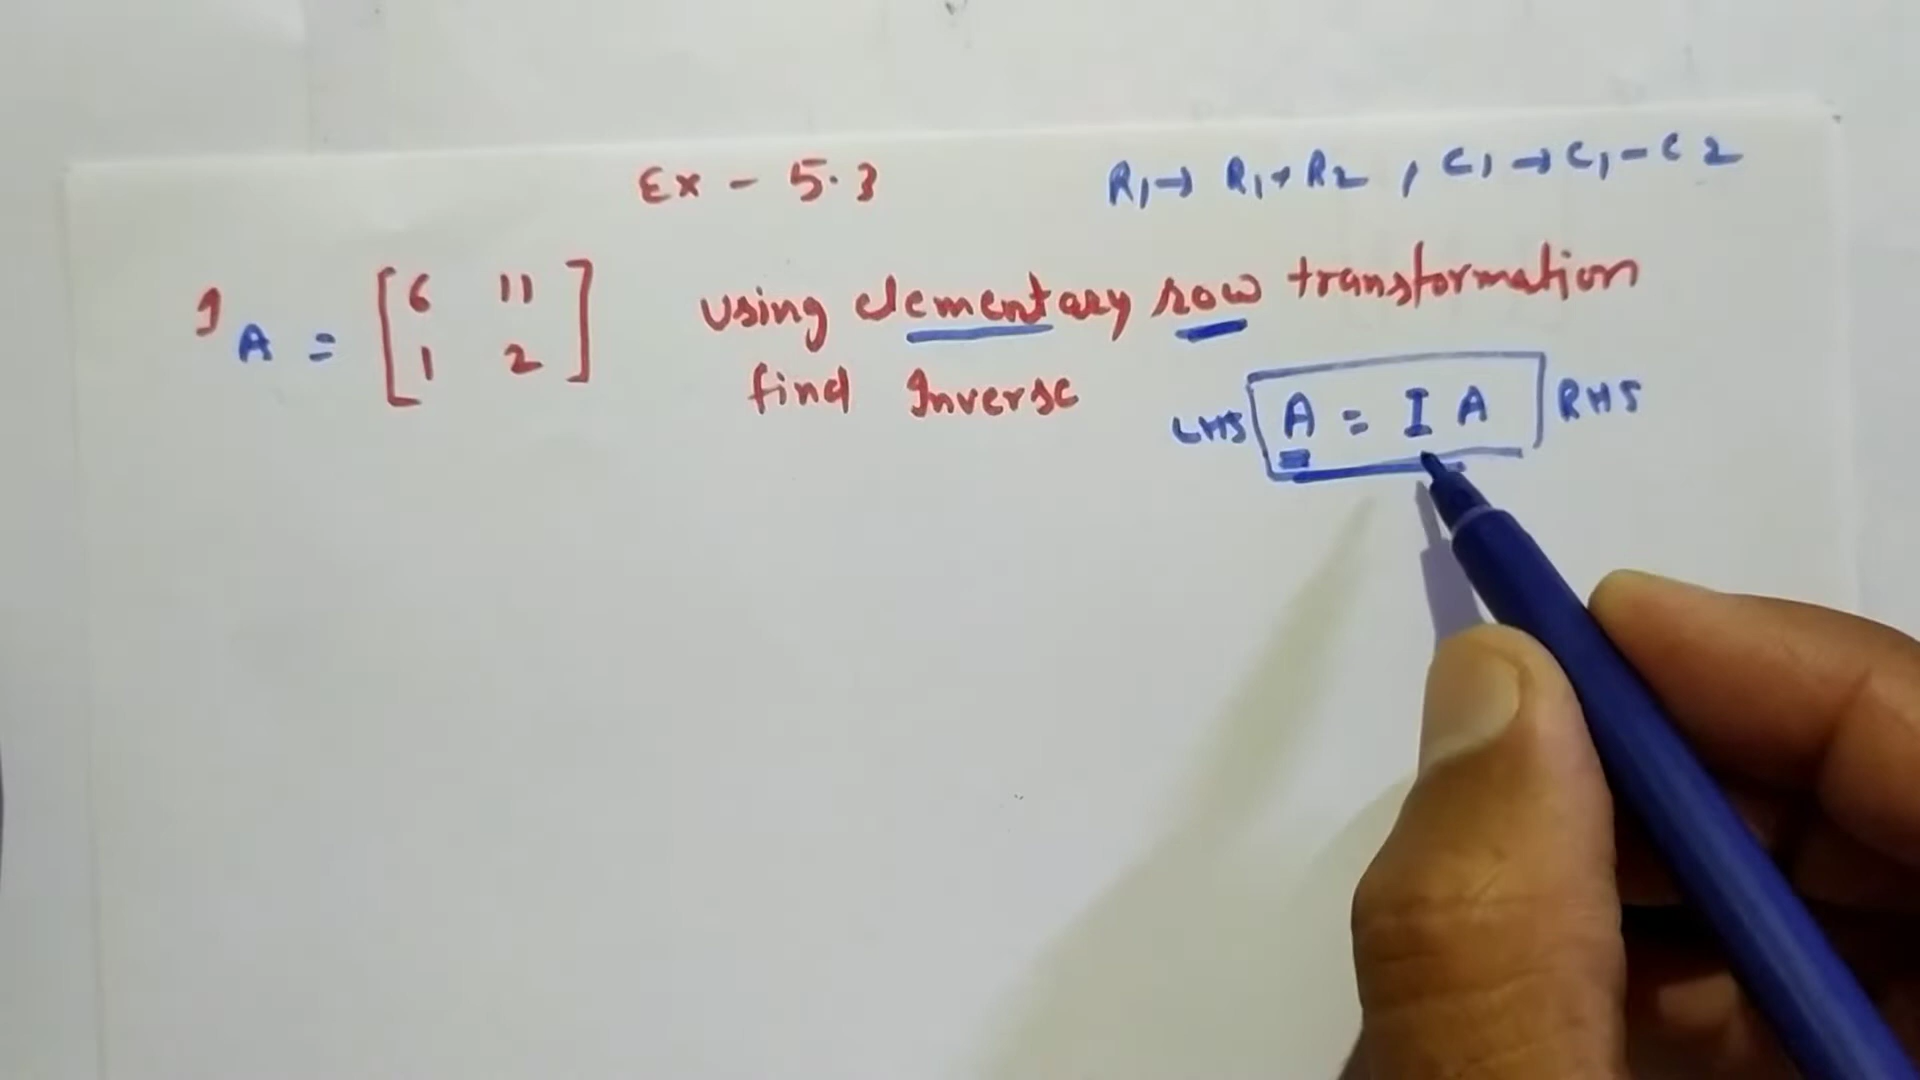 Ex - 5.3
R1 → R1 + R2 , C1 → C1 - C2
1
A = [ 6 11
1 2 ]
using elementary row transformation
find Inverse
LHS A = I A RHS